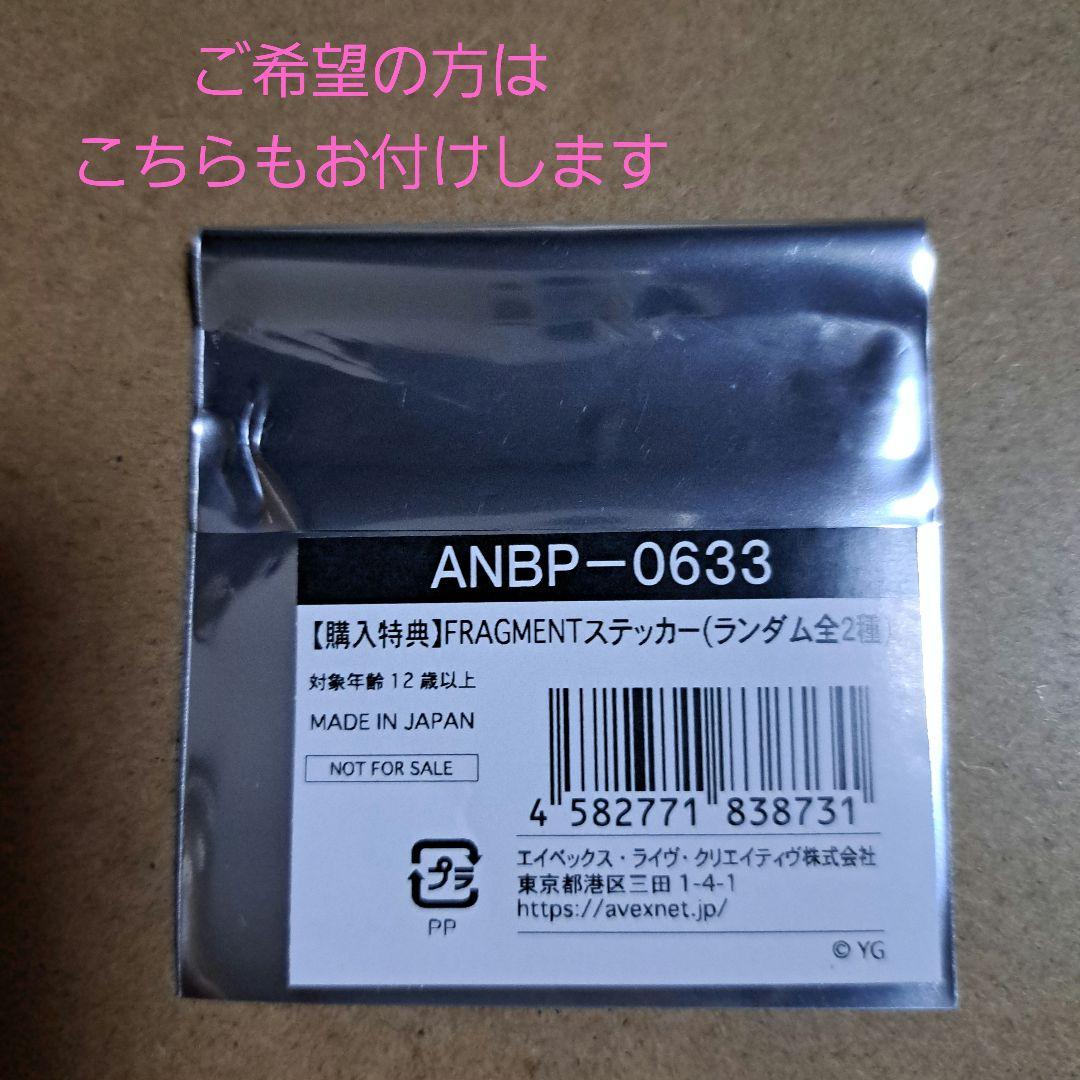 ご希望の方は
こちらもお付けします
ANBP-0633
【購入特典】FRAGMENTステッカー(ランダム全2種)
対象年齢12歳以上
MADE IN JAPAN
NOT FOR SALE
4 582771 838731
プラ
PP
エイベックス・ライヴ・クリエイティヴ株式会社
東京都港区三田1-4-1
https://avexnet.jp/
© YG